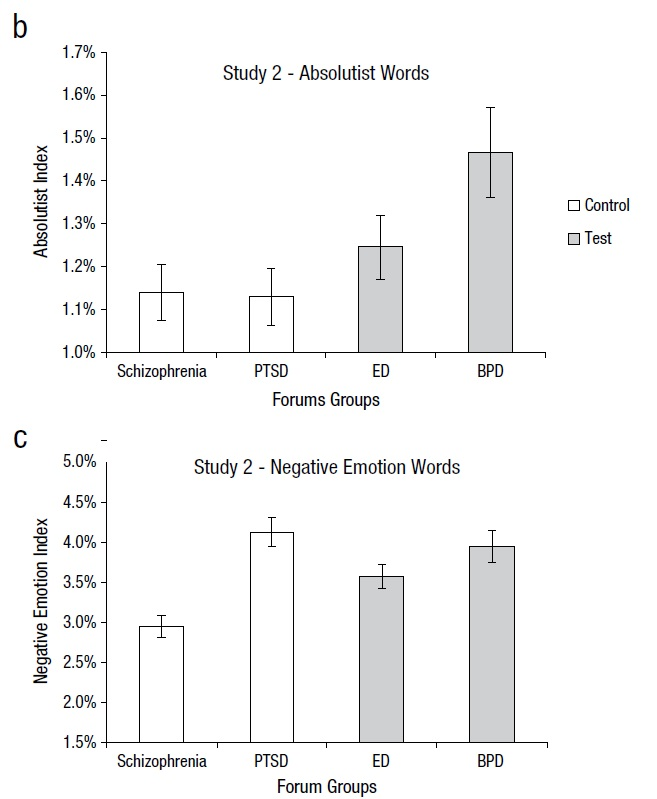 b
Study 2 - Absolutist Words
1.7%
1.6%
1.5%
1.4%
1.3%
1.2%
1.1%
1.0%
Absolutist Index
Schizophrenia PTSD ED BPD
Forums Groups
Control
Test
c
Study 2 - Negative Emotion Words
5.0%
4.5%
4.0%
3.5%
3.0%
2.5%
2.0%
1.5%
Negative Emotion Index
Schizophrenia PTSD ED BPD
Forum Groups